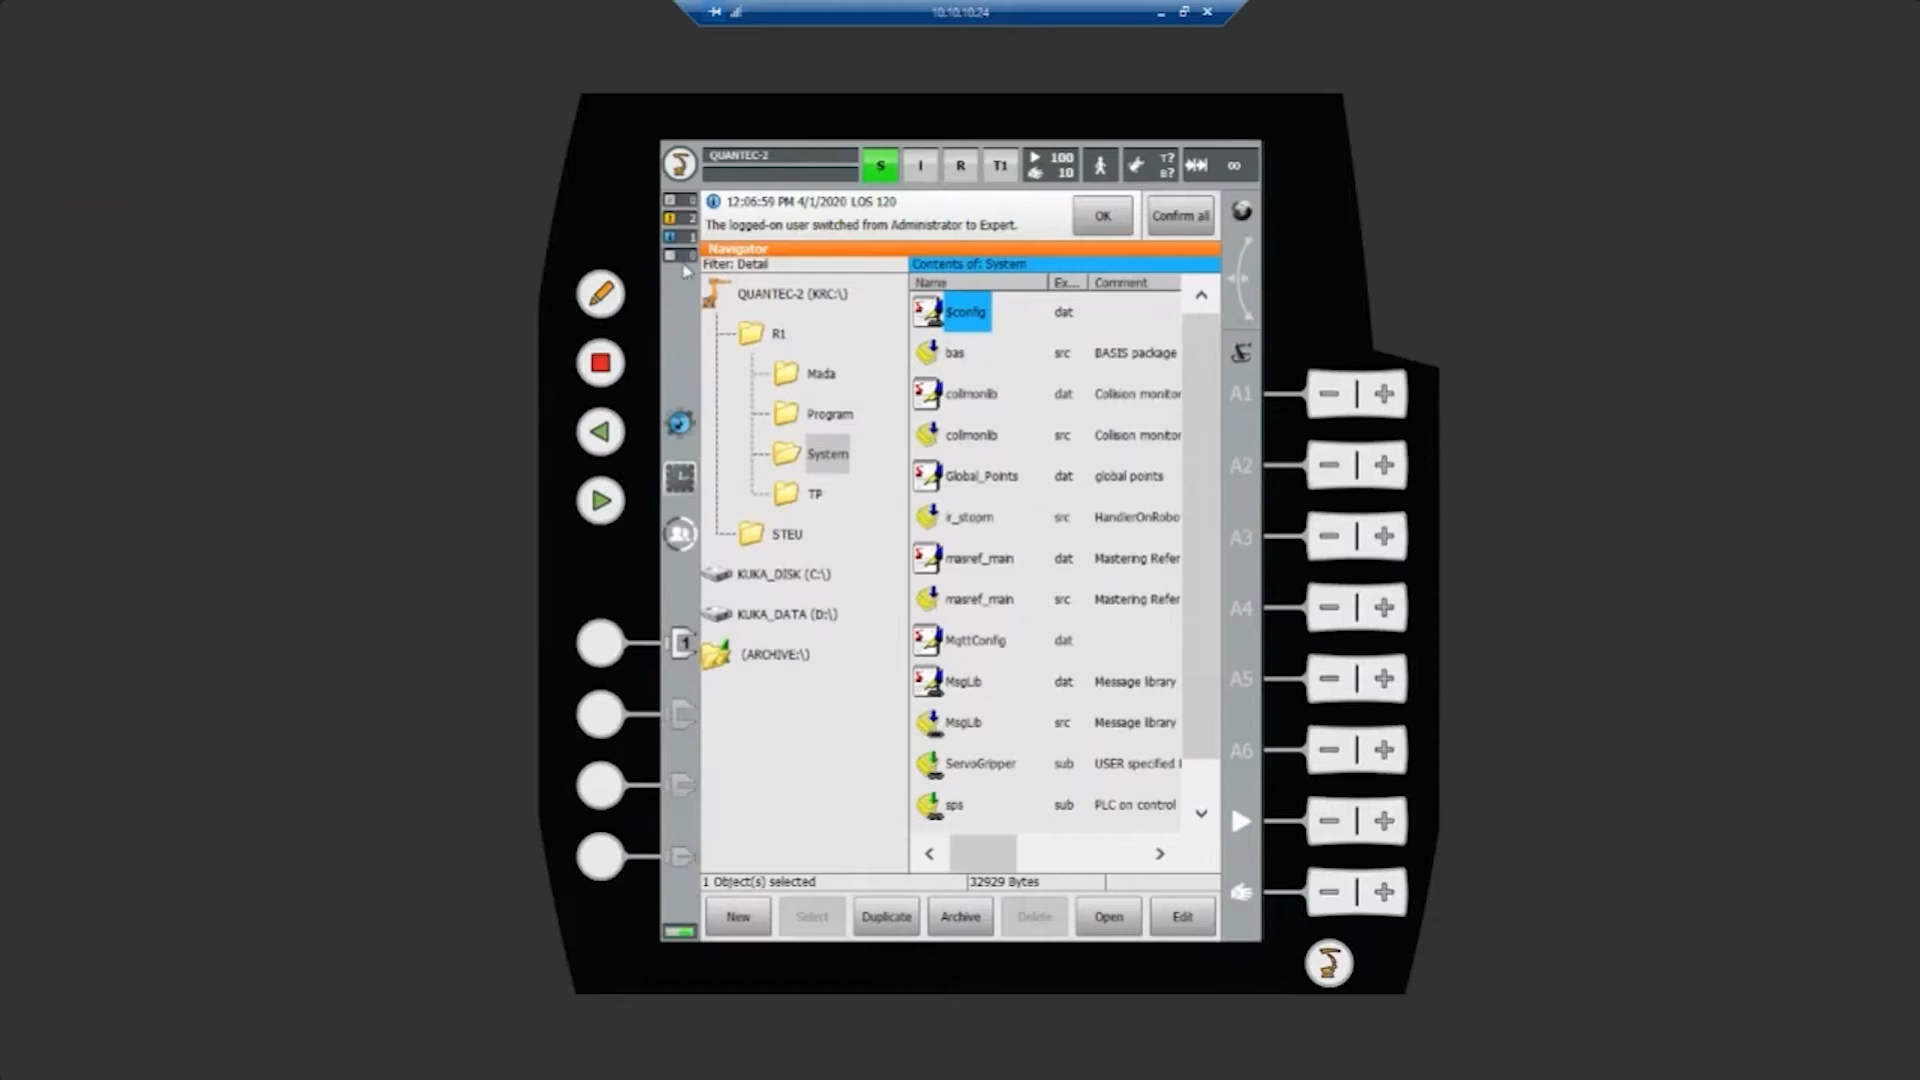 10.10.10.24
QUANTEC-2
S
I
R
T1
100
10
T?
B?
∞
0
2
1
0
12:06:59 PM 4/1/2020 LOS 120
The logged-on user switched from Administrator to Expert.
OK
Confirm all
Navigator
Filter: Detail
Contents of: System
Name Ex... Comment
QUANTEC-2 (KRC:\)
R1
Mada
Program
System
TP
STEU
KUKA_DISK (C:\)
KUKA_DATA (D:\)
(ARCHIVE:\)
$config dat
bas src BASIS package
collmonlib dat Collision monitor
collmonlib src Collision monitor
Global_Points dat global points
ir_stopm src HandlerOnRobo
masref_main dat Mastering Refer
masref_main src Mastering Refer
MqttConfig dat
MsgLib dat Message library
MsgLib src Message library
ServoGripper sub USER specified
sps sub PLC on control
1 Object(s) selected
32929 Bytes
New
Select
Duplicate
Archive
Delete
Open
Edit
A1
A2
A3
A4
A5
A6
1